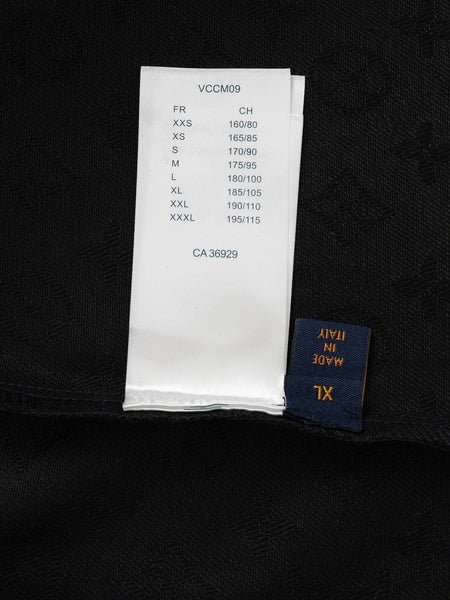 VCCM09
FR CH
XXS 160/80
XS 165/85
S 170/90
M 175/95
L 180/100
XL 185/105
XXL 190/110
XXXL 195/115
CA 36929
MADE
IN
ITALY
XL